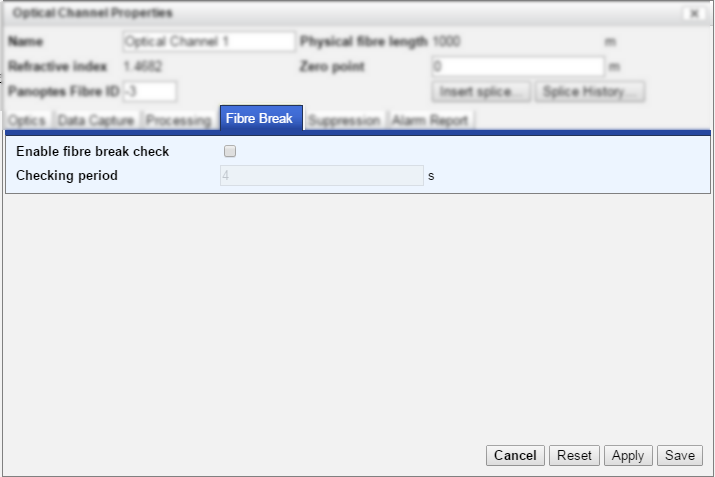 Optical Channel Properties
Name Optical Channel 1 Physical fibre length 1000 m
Refractive index 1.4682 Zero point 0 m
Panoptes Fibre ID -3 Insert splice... Splice History...
Optics Data Capture Processing Fibre Break Suppression Alarm Report
Enable fibre break check
Checking period 4 s
Cancel Reset Apply Save